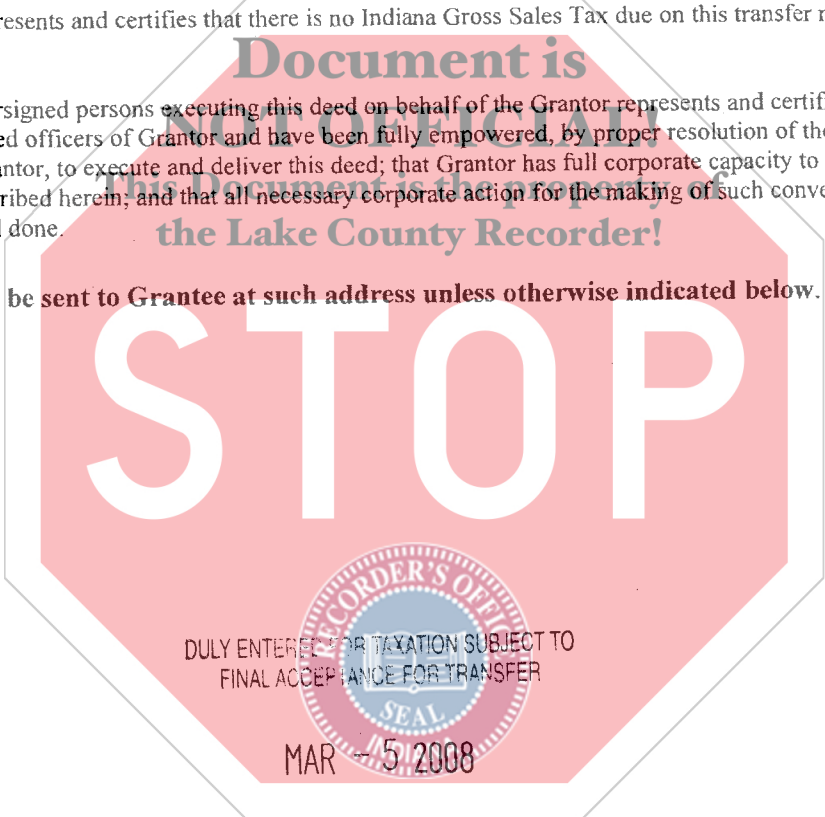 resents and certifies that there is no Indiana Gross Sales Tax due on this transfer
Document is
rsigned persons executing this deed on behalf of the Grantor represents and certif
NOT OFFICIAL!
ed officers of Grantor and have been fully empowered, by proper resolution of the
antor, to execute and deliver this deed; that Grantor has full corporate capacity to
This Document is the property of
ribed herein; and that all necessary corporate action for the making of such conve
done.
the Lake County Recorder!
be sent to Grantee at such address unless otherwise indicated below.
STOP
RECORDER'S OFFICE
DULY ENTERED FOR TAXATION SUBJECT TO
FINAL ACCEPTANCE FOR TRANSFER
SEAL
INDIANA
MAR - 5 2008